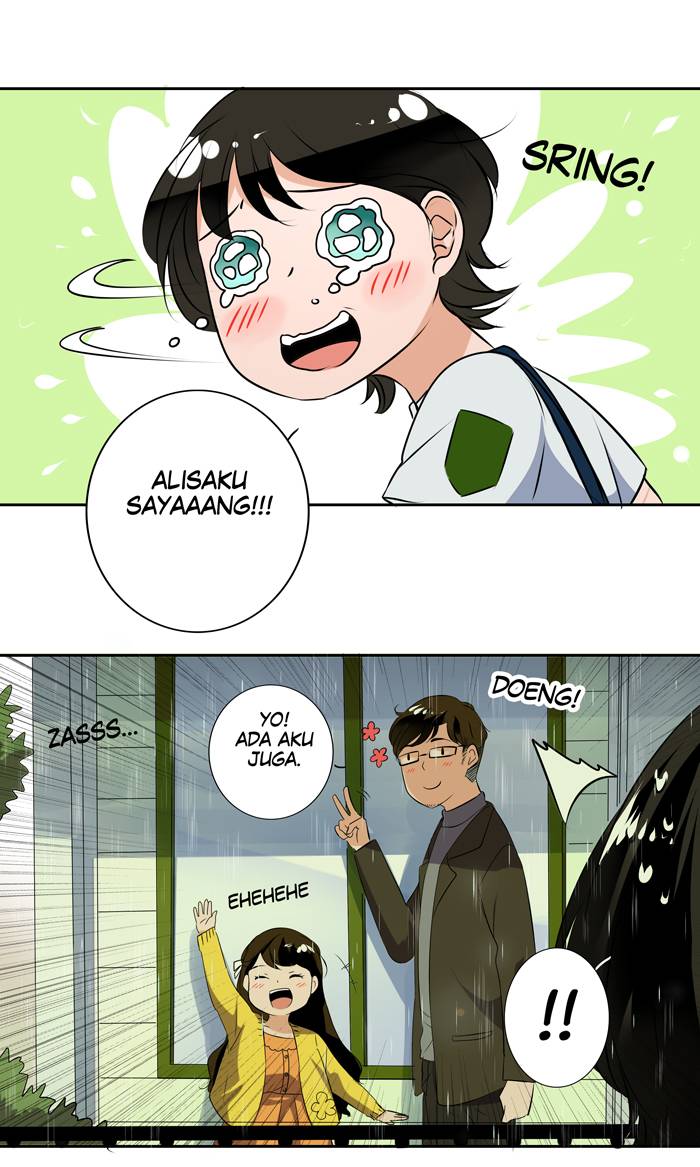 SRING!
ALISAKU
SAYAAANG!!!
DOENG!
YO!
ADA AKU
JUGA.
ZASSS...
EHEHEHE
!!